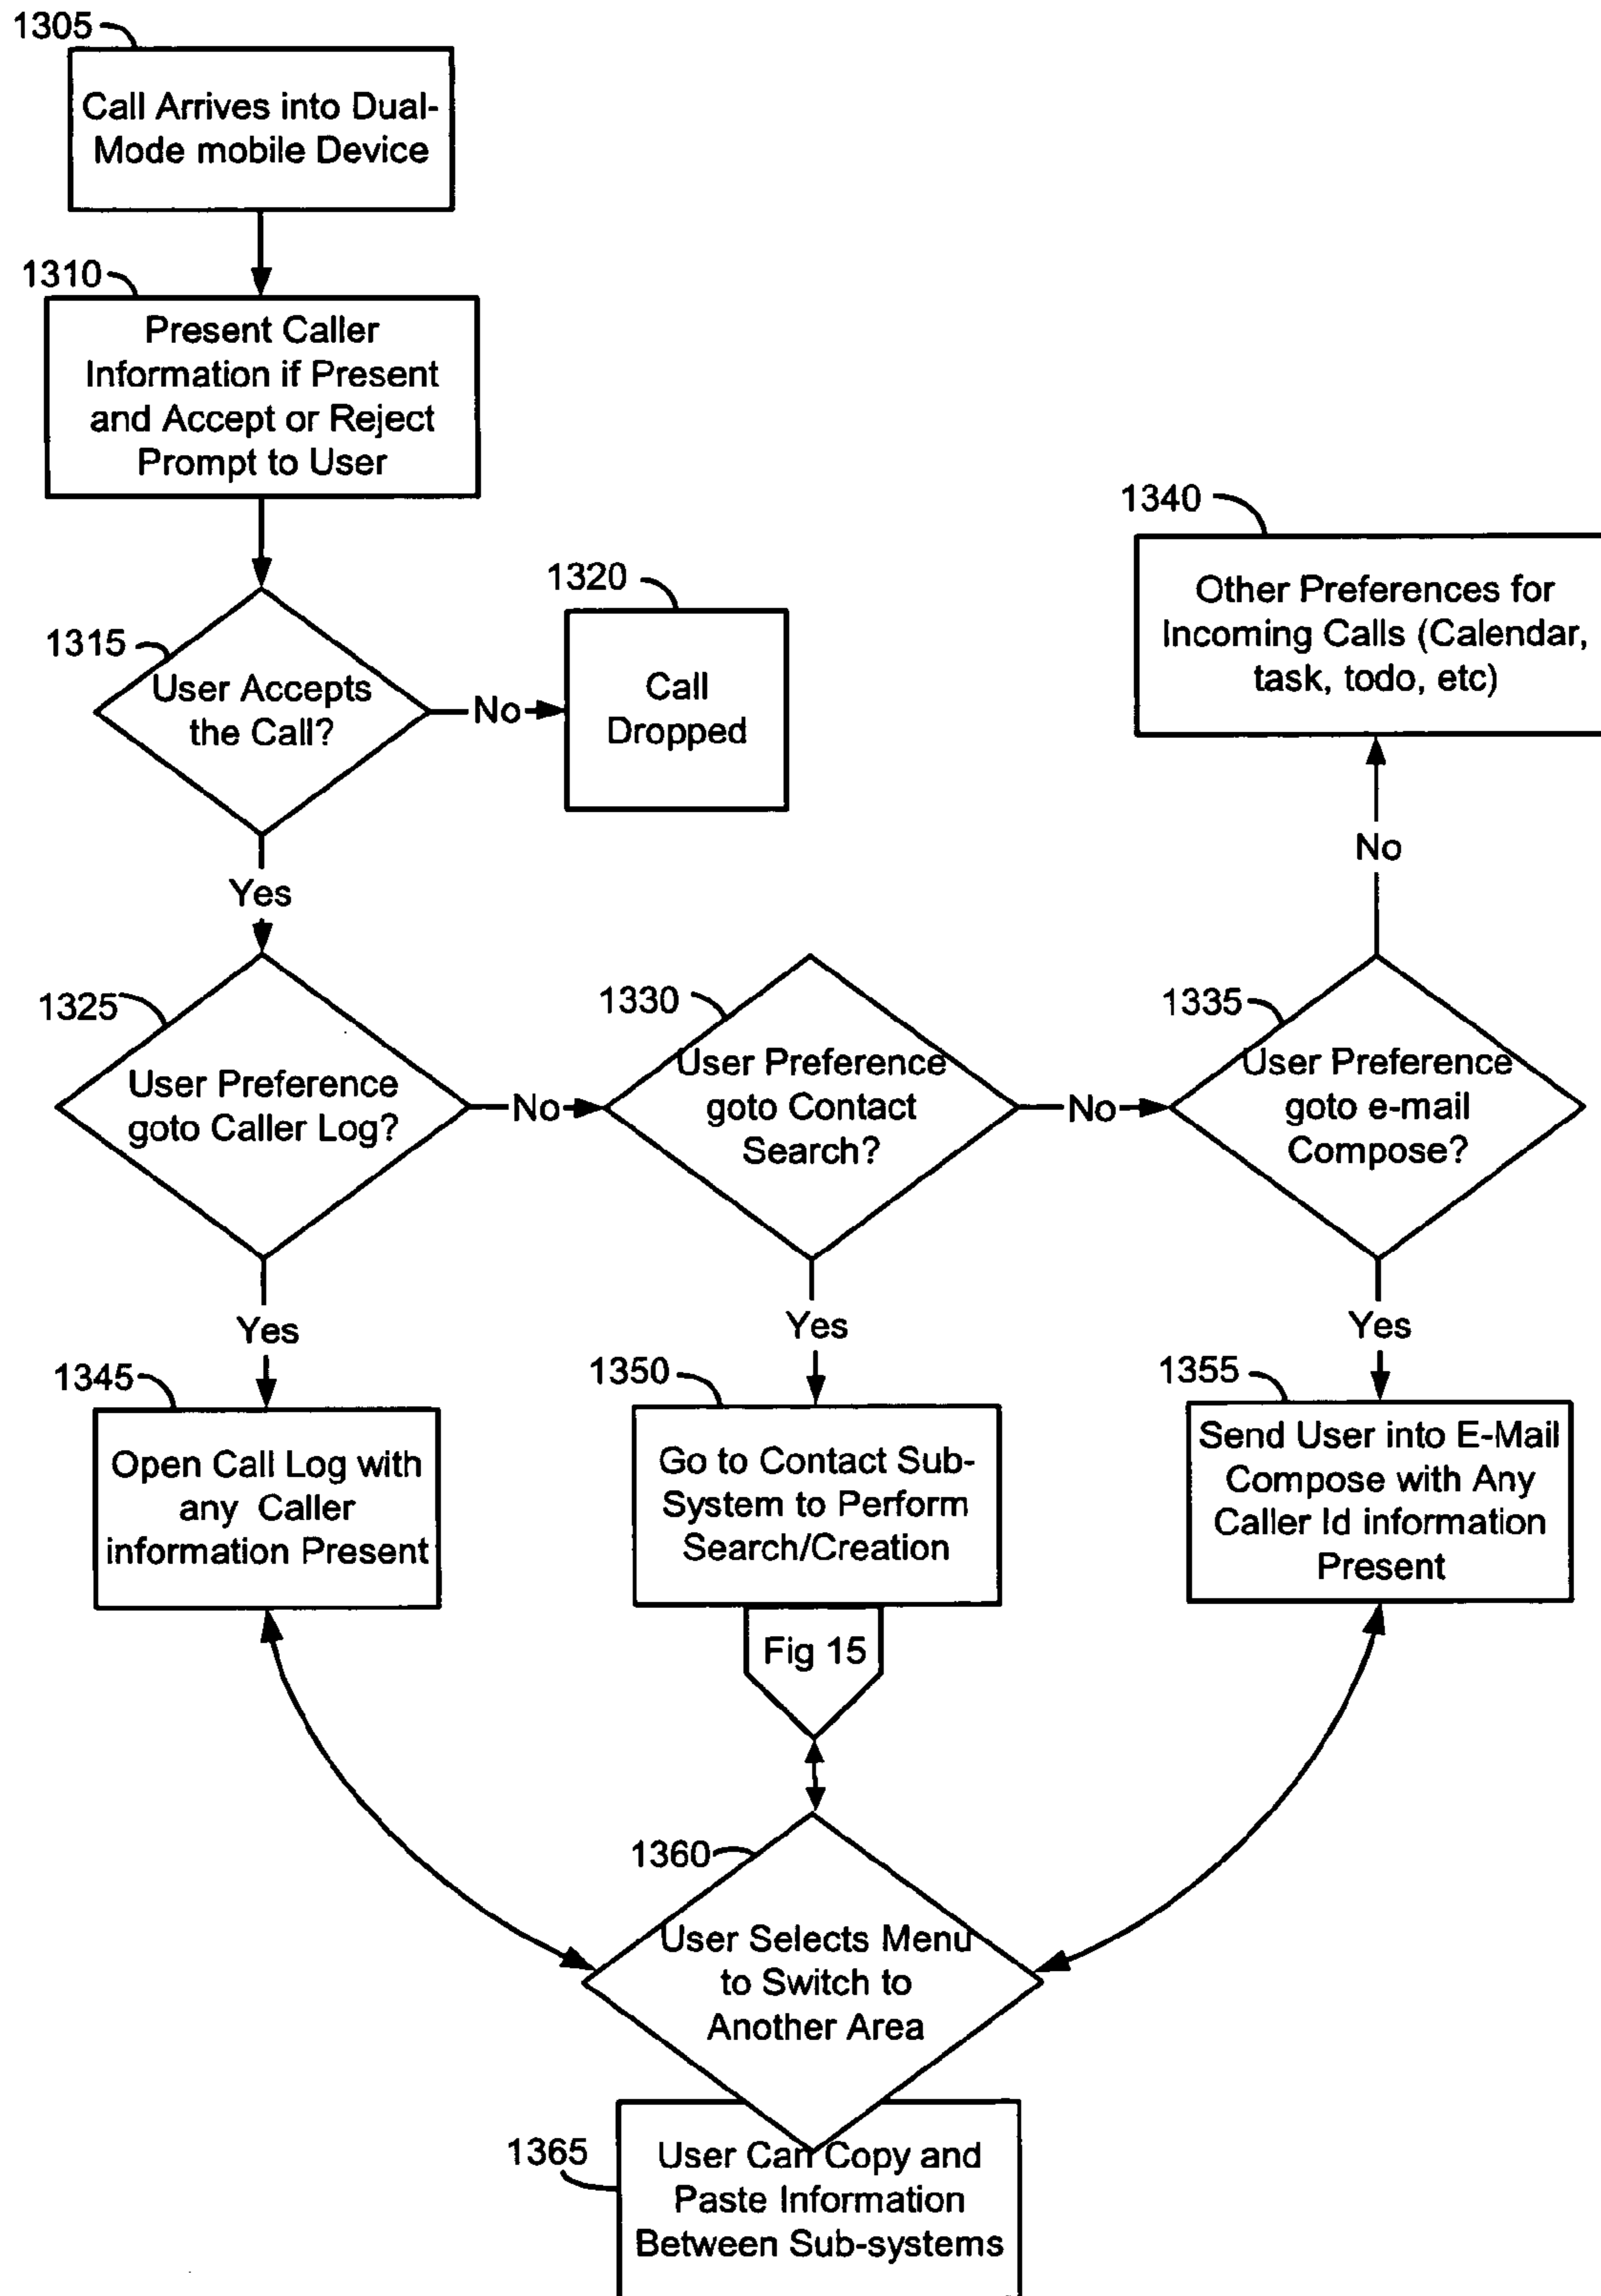 1305
Call Arrives into Dual-
Mode mobile Device
1310
Present Caller
Information if Present
and Accept or Reject
Prompt to User
1315
User Accepts
the Call?
No
1320
Call
Dropped
1340
Other Preferences for
Incoming Calls (Calendar,
task, todo, etc)
No
Yes
1325
User Preference
goto Caller Log?
No
1330
User Preference
goto Contact
Search?
No
1335
User Preference
goto e-mail
Compose?
Yes
Yes
Yes
1345
Open Call Log with
any Caller
information Present
1350
Go to Contact Sub-
System to Perform
Search/Creation
Fig 15
1355
Send User into E-Mail
Compose with Any
Caller Id information
Present
1360
User Selects Menu
to Switch to
Another Area
1365
User Can Copy and
Paste Information
Between Sub-systems